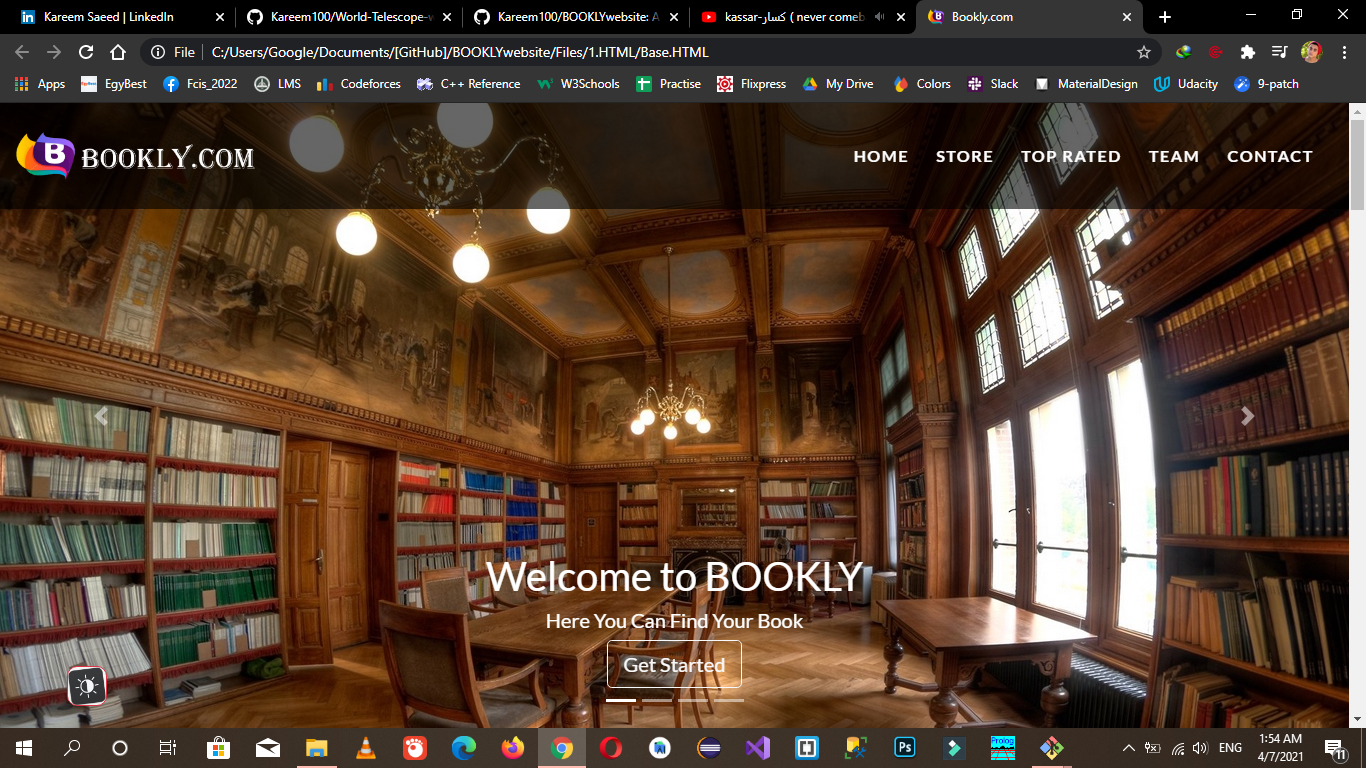 Kareem Saeed | LinkedIn
Kareem100/World-Telescope-w
Kareem100/BOOKLYwebsite: A
kassar-كسار ( never comeb
Bookly.com
File
C:/Users/Google/Documents/[GitHub]/BOOKLYwebsite/Files/1.HTML/Base.HTML
Apps
EgyBest
Fcis_2022
LMS
Codeforces
C++ Reference
W3Schools
Practise
Flixpress
My Drive
Colors
Slack
MaterialDesign
Udacity
9-patch
B BOOKLY.COM
HOME
STORE
TOP RATED
TEAM
CONTACT
Welcome to BOOKLY
Here You Can Find Your Book
Get Started
Ps
Prolog
ENG
1:54 AM
4/7/2021
11